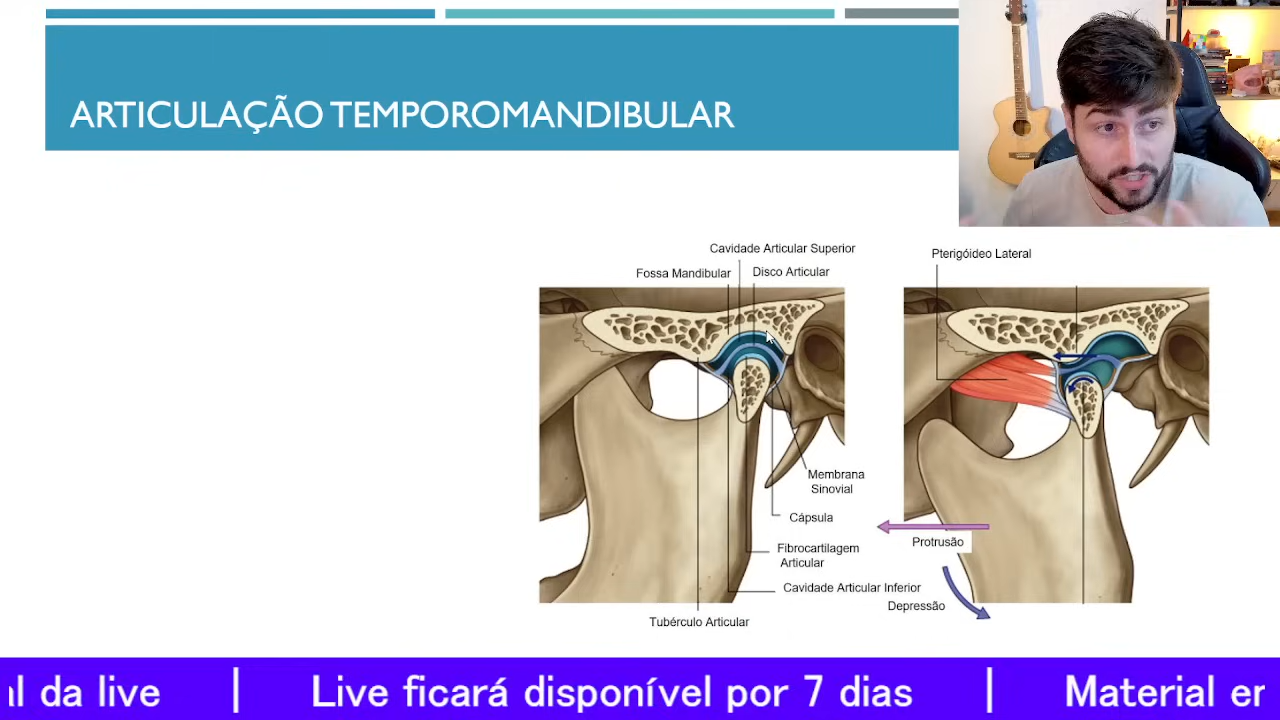 ARTICULAÇÃO TEMPOROMANDIBULAR
Cavidade Articular Superior
Fossa Mandibular
Disco Articular
Pterigóideo Lateral
Membrana
Sinovial
Cápsula
Fibrocartilagem
Articular
Cavidade Articular Inferior
Tubérculo Articular
Protrusão
Depressão
da live | Live ficará disponível por 7 dias | Material